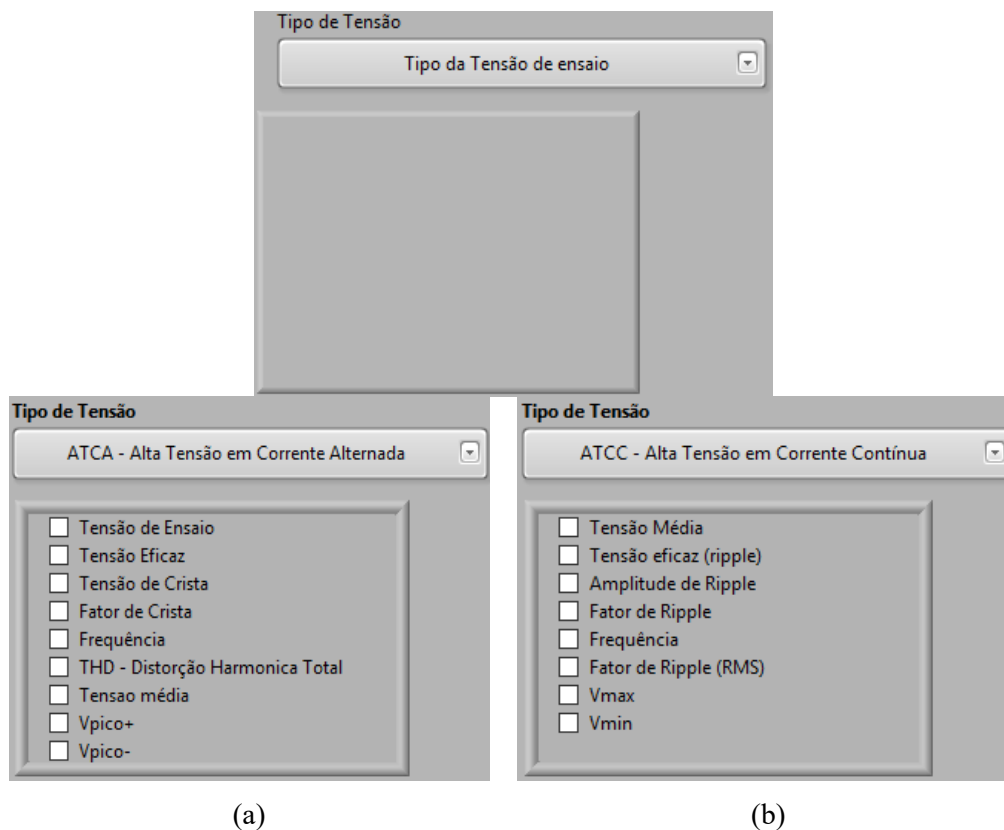 Tipo de Tensão
Tipo da Tensão de ensaio
Tipo de Tensão
ATCA - Alta Tensão em Corrente Alternada
Tensão de Ensaio
Tensão Eficaz
Tensão de Crista
Fator de Crista
Frequência
THD - Distorção Harmonica Total
Tensao média
Vpico+
Vpico-
(a)
Tipo de Tensão
ATCC - Alta Tensão em Corrente Contínua
Tensão Média
Tensão eficaz (ripple)
Amplitude de Ripple
Fator de Ripple
Frequência
Fator de Ripple (RMS)
Vmax
Vmin
(b)